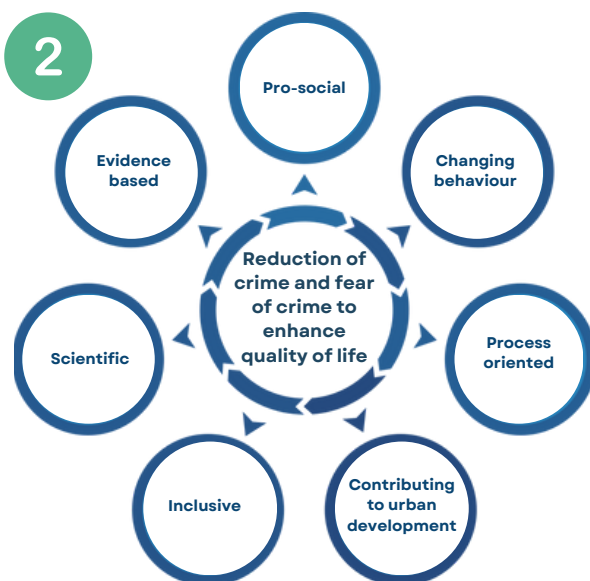 2
Pro-social
Evidence
based
Changing
behaviour
Reduction of
crime and fear
of crime to
enhance
quality of life
Scientific
Process
oriented
Inclusive
Contributing
to urban
development